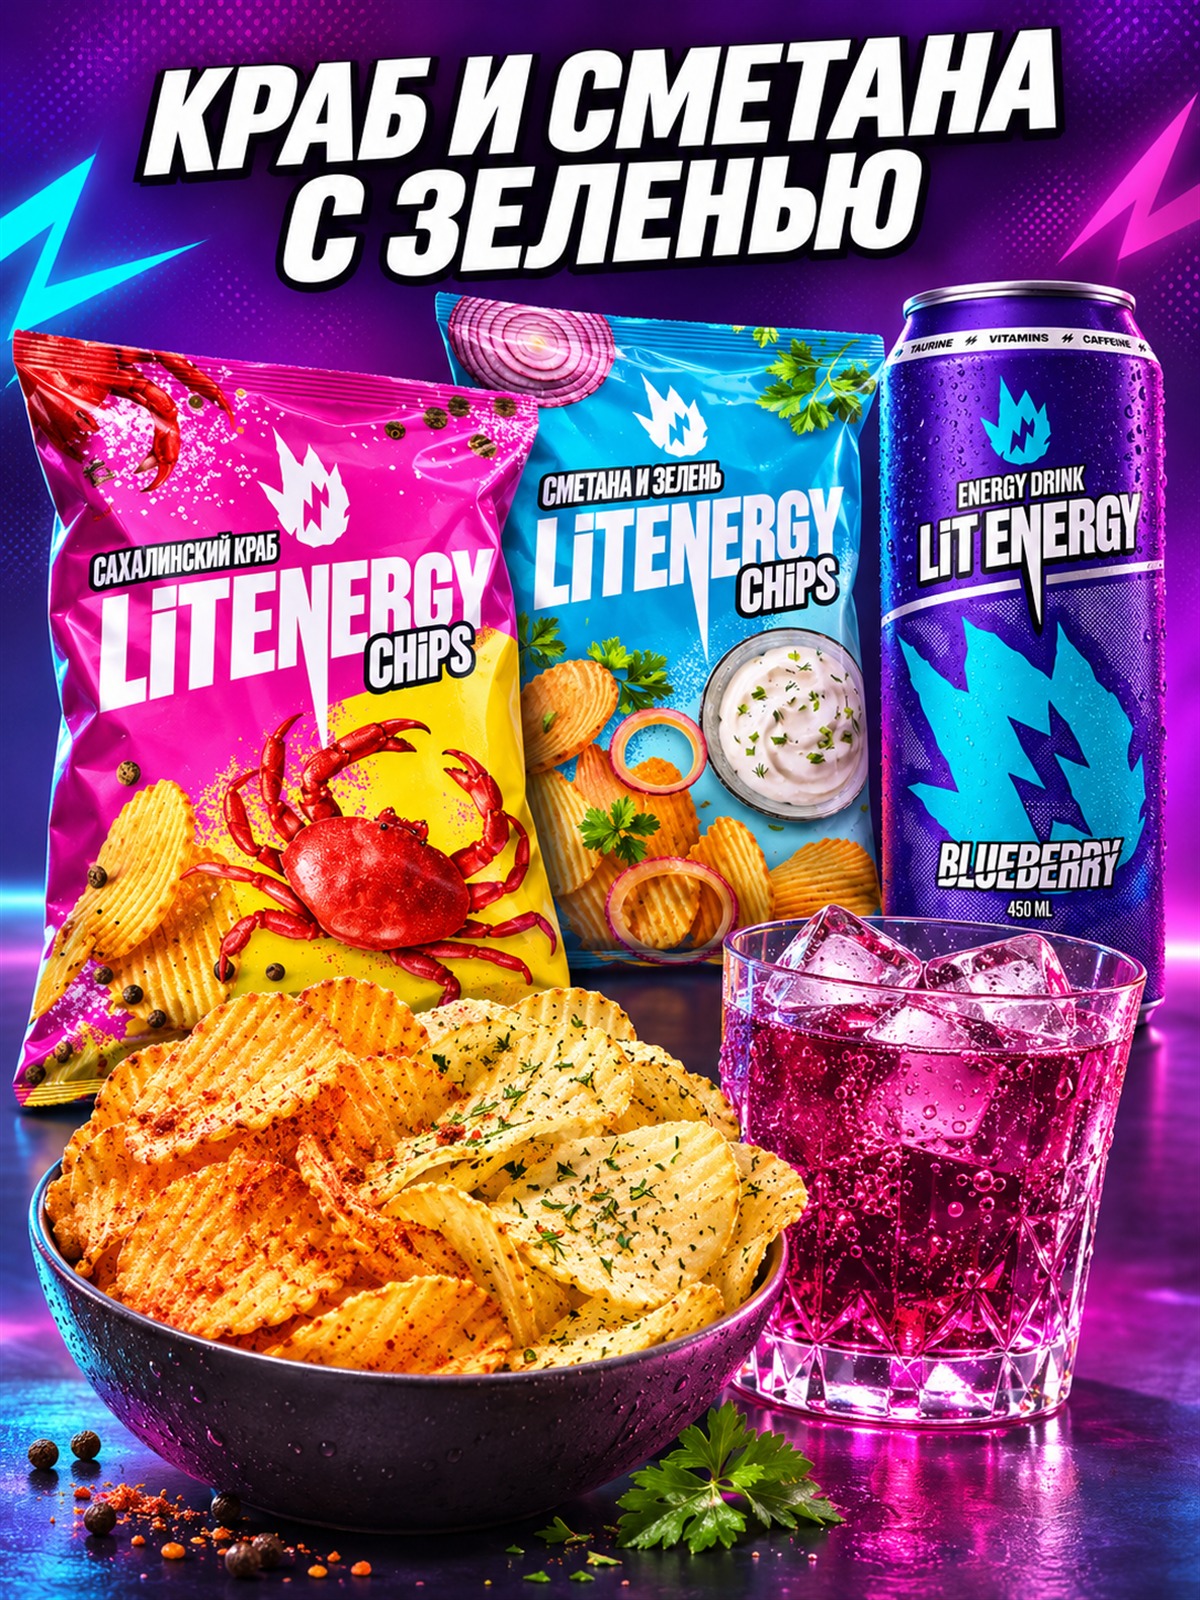 КРАБ И СМЕТАНА
С ЗЕЛЕНЬЮ
САХАЛИНСКИЙ КРАБ
LiTENERGY
CHiPS
СМЕТАНА И ЗЕЛЕНЬ
LiTENERGY
CHiPS
TAURINE VITAMINS CAFFEINE
ENERGY DRINK
LiT ENERGY
BLUEBERRY
450 ML